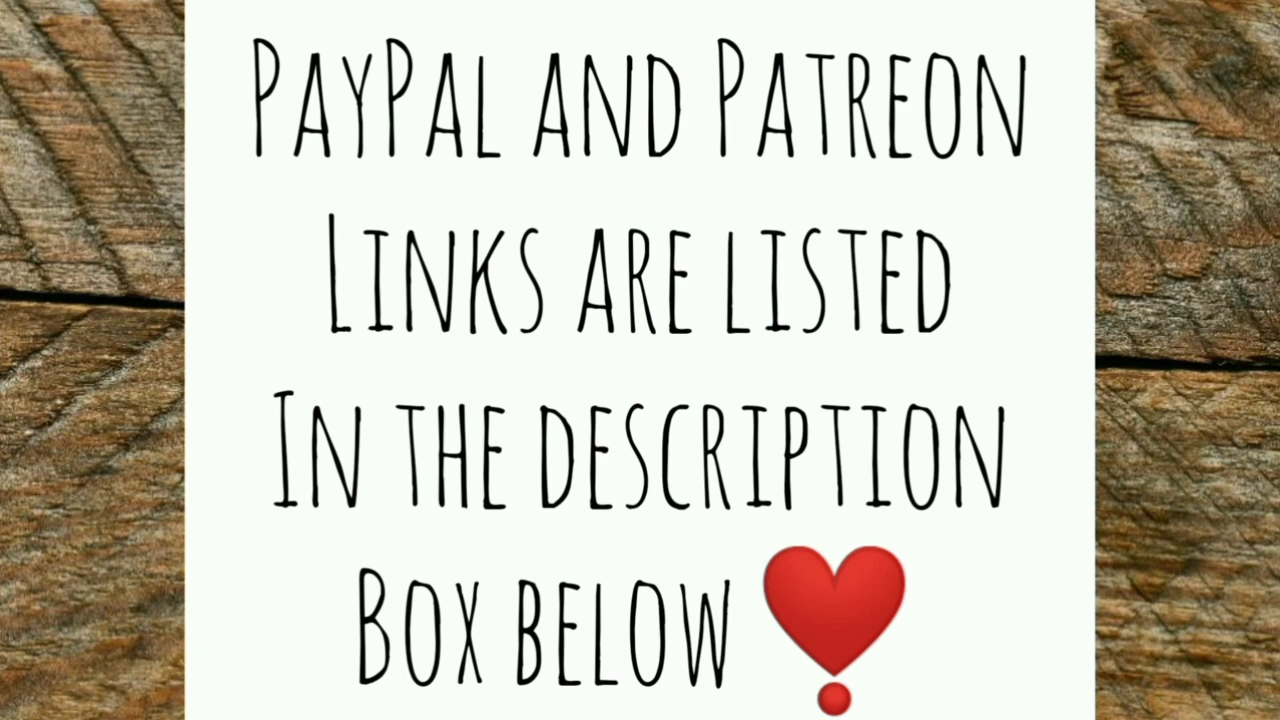 PayPal and Patreon
Links are listed
In the description
Box below ❣️